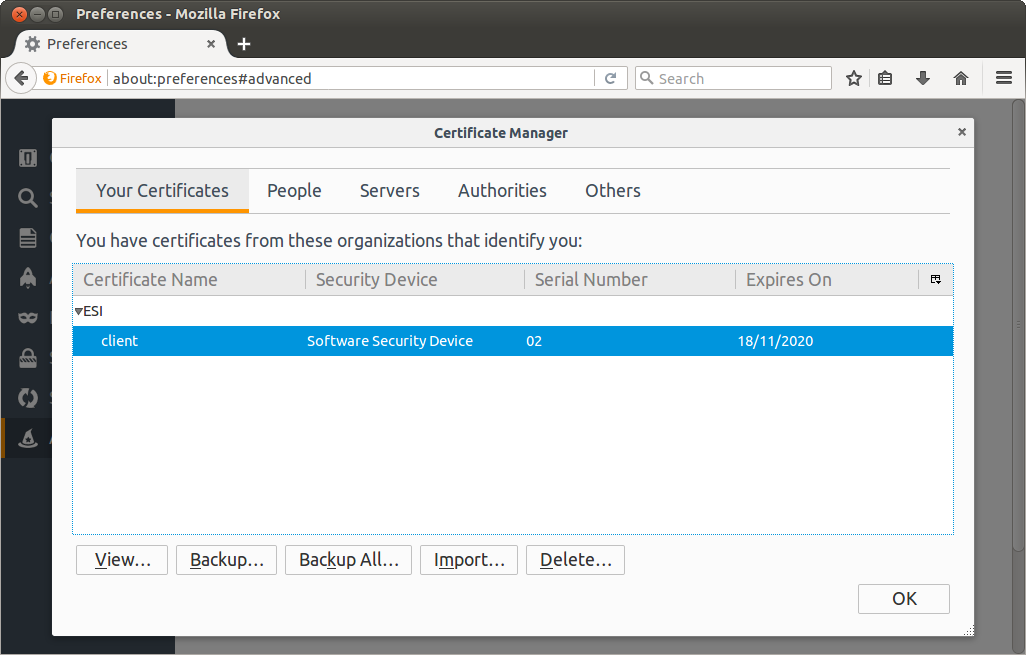 Preferences - Mozilla Firefox
Preferences
Firefox about:preferences#advanced Search
Certificate Manager
Your Certificates People Servers Authorities Others
You have certificates from these organizations that identify you:
Certificate Name Security Device Serial Number Expires On
ESI
client Software Security Device 02 18/11/2020
View... Backup... Backup All... Import... Delete...
OK